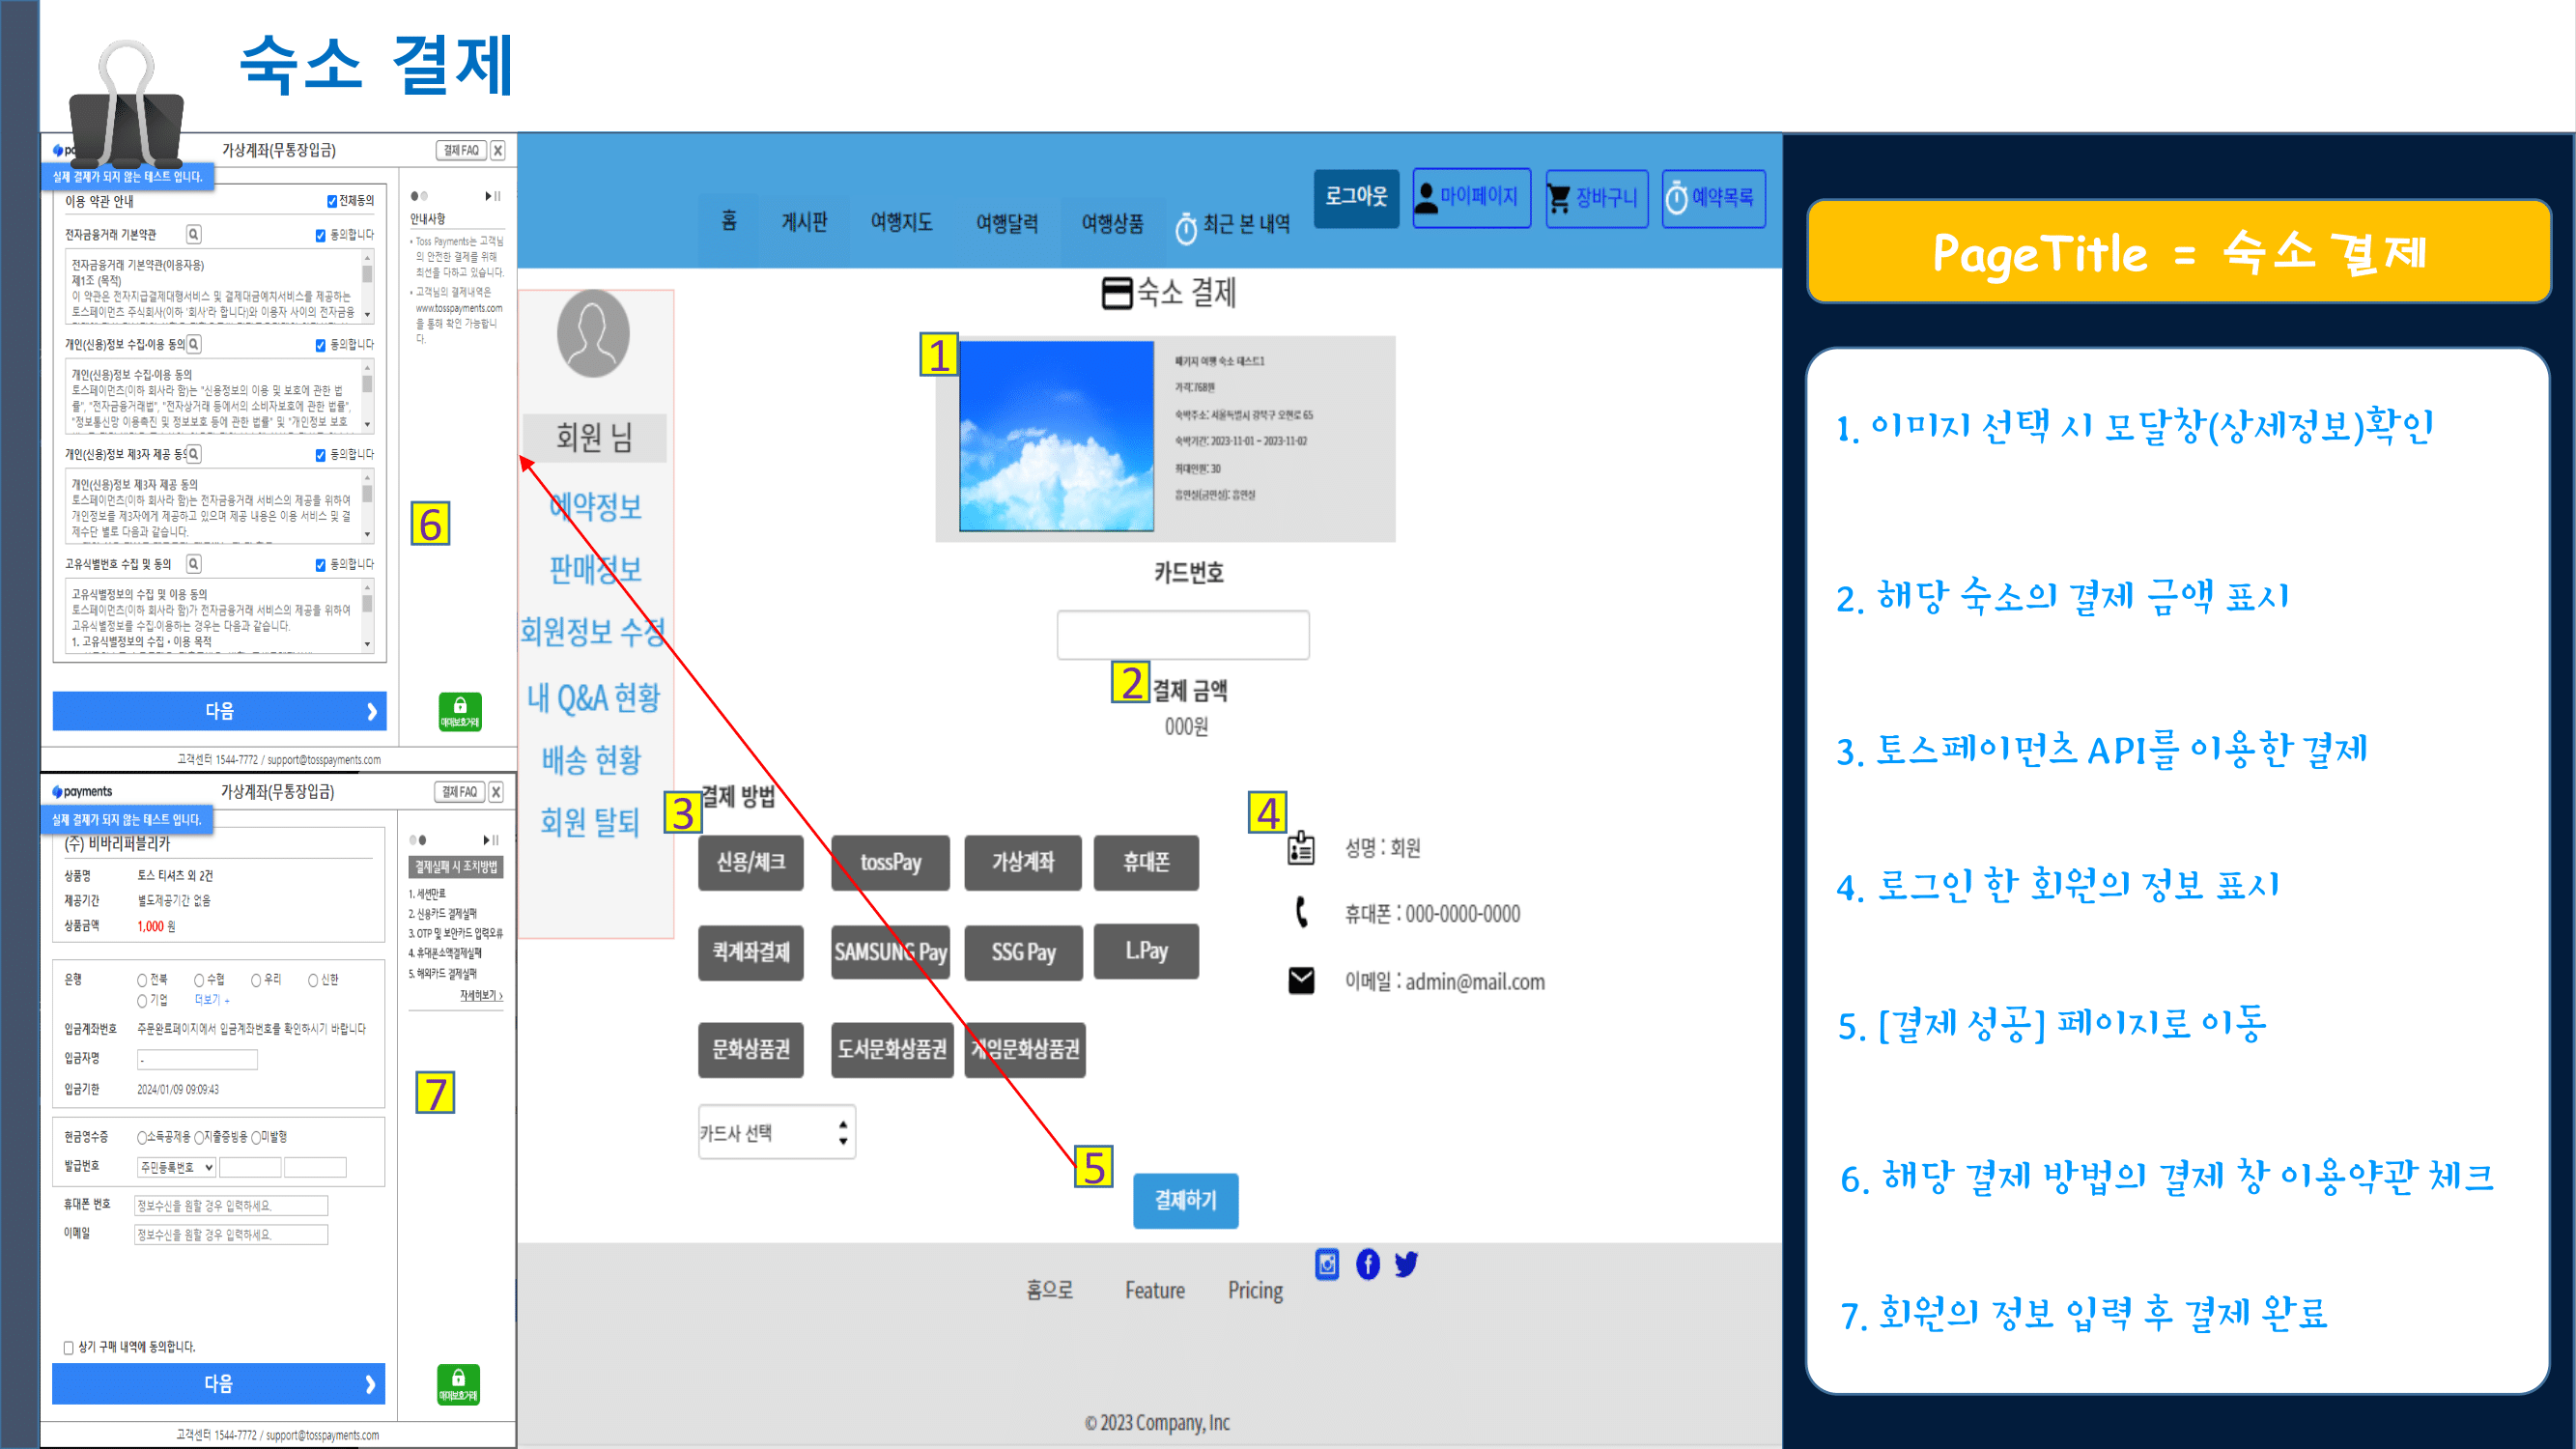 숙소 결제
가상계좌(무통장입금)
결제 FAQ
X
실제 결제가 되지 않는 테스트 입니다.
이용 약관 안내
전체동의
전자금융거래 기본약관
동의합니다
전자금융거래 기본약관(이용자용)
제1조 (목적)
이 약관은 전자지급결제대행서비스 및 결제대금예치서비스를 제공하는
토스페이먼츠 주식회사(이하 '회사'라 합니다)와 이용자 사이의 전자금융
개인(신용)정보 수집·이용 동의
동의합니다
개인(신용)정보 수집·이용 동의
토스페이먼츠(이하 회사라 함)는 "신용정보의 이용 및 보호에 관한 법
률", "전자금융거래법", "전자상거래 등에서의 소비자보호에 관한 법률",
"정보통신망 이용촉진 및 정보보호 등에 관한 법률" 및 "개인정보 보호
개인(신용)정보 제3자 제공 동의
동의합니다
개인(신용)정보 제3자 제공 동의
토스페이먼츠(이하 회사라 함)는 전자금융거래 서비스의 제공을 위하여
개인정보를 제3자에게 제공하고 있으며 제공 내용은 이용 서비스 및 결
제수단 별로 다음과 같습니다.
고유식별번호 수집 및 동의
동의합니다
고유식별정보의 수집 및 이용 동의
토스페이먼츠(이하 회사라 함)가 전자금융거래 서비스의 제공을 위하여
고유식별정보를 수집·이용하는 경우는 다음과 같습니다.
1. 고유식별정보의 수집 • 이용 목적
다음
안내사항
• Toss Payments는 고객님
의 안전한 결제를 위해
최선을 다하고 있습니다.
• 고객님의 결제내역은
www.tosspayments.com
을 통해 확인 가능합니
다.
6
매매보호거래
고객센터 1544-7772 / support@tosspayments.com
payments
가상계좌(무통장입금)
결제 FAQ
X
실제 결제가 되지 않는 테스트 입니다.
(주) 비바리퍼블리카
상품명 토스 티셔츠 외 2건
제공기간 별도제공기간 없음
상품금액 1,000 원
은행 전북 수협 우리 신한
기업 더보기 +
입금계좌번호 주문완료페이지에서 입금계좌번호를 확인하시기 바랍니다
입금자명 -
입금기한 2024/01/09 09:09:43
현금영수증 소득공제용 지출증빙용 미발행
발급번호 주민등록번호
휴대폰 번호 정보수신을 원할 경우 입력하세요.
이메일 정보수신을 원할 경우 입력하세요.
상기 구매 내역에 동의합니다.
다음
결제실패 시 조치방법
1. 세션만료
2. 신용카드 결제실패
3. OTP 및 보안카드 입력오류
4. 휴대폰소액결제실패
5. 해외카드 결제실패
자세히보기 >
7
매매보호거래
고객센터 1544-7772 / support@tosspayments.com
홈 게시판 여행지도 여행달력 여행상품 최근 본 내역
로그아웃 마이페이지 장바구니 예약목록
숙소 결제
회원 님
예약정보
판매정보
회원정보 수정
내 Q&A 현황
배송 현황
회원 탈퇴
1
패키지 여행 숙소 테스트1
가격:768원
숙박주소: 서울특별시 강북구 오현로 65
숙박기간: 2023-11-01 ~ 2023-11-02
최대인원: 30
흡연실(금연실): 흡연실
카드번호
2
결제 금액
000원
3
결제 방법
신용/체크 tossPay 가상계좌 휴대폰
퀵계좌결제 SAMSUNG Pay SSG Pay L.Pay
문화상품권 도서문화상품권 게임문화상품권
카드사 선택
4
성명 : 회원
휴대폰 : 000-0000-0000
이메일 : admin@mail.com
5
결제하기
홈으로 Feature Pricing
© 2023 Company, Inc
PageTitle = 숙소 결제
1. 이미지 선택 시 모달창(상세정보)확인
2. 해당 숙소의 결제 금액 표시
3. 토스페이먼츠 API를 이용한 결제
4. 로그인 한 회원의 정보 표시
5. [결제 성공] 페이지로 이동
6. 해당 결제 방법의 결제 창 이용약관 체크
7. 회원의 정보 입력 후 결제 완료